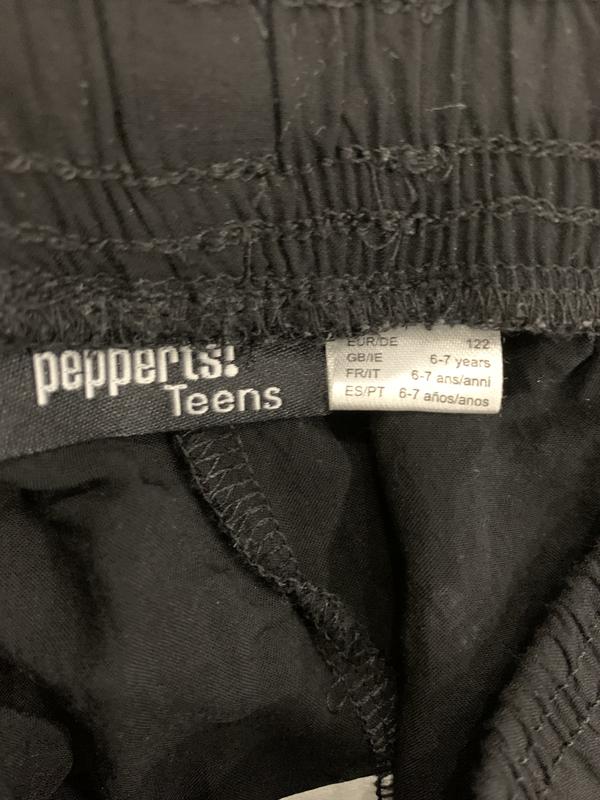 pepperts!
Teens
EUR/DE 122
GB/IE 6-7 years
FR/IT 6-7 ans/anni
ES/PT 6-7 años/anos